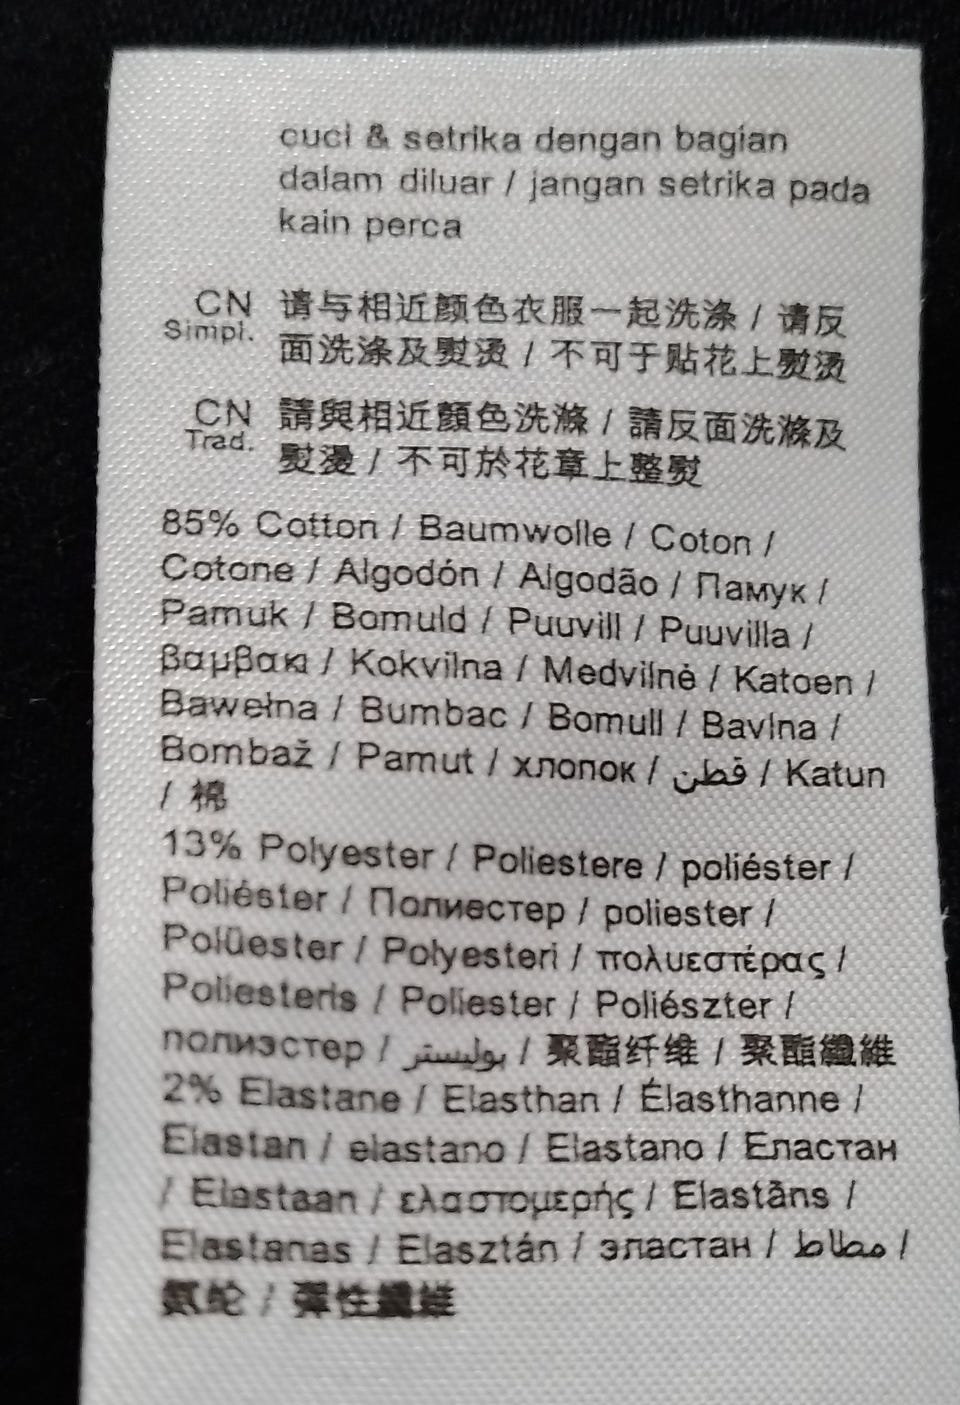 cuci & setrika dengan bagian
dalam diluar / jangan setrika pada
kain perca
CN Simpl. 请与相近颜色衣服一起洗涤 / 请反
面洗涤及熨烫 / 不可于贴花上熨烫
CN Trad. 請與相近顏色洗滌 / 請反面洗滌及
熨燙 / 不可於花章上整熨
85% Cotton / Baumwolle / Coton /
Cotone / Algodón / Algodão / Памук /
Pamuk / Bomuld / Puuvill / Puuvilla /
βαμβακι / Kokvilna / Medvilnė / Katoen /
Bawełna / Bumbac / Bomull / Bavlna /
Bombaž / Pamut / хлопок / قطن / Katun
/ 棉
13% Polyester / Poliestere / poliéster /
Poliéster / Полиестер / poliester /
Polüester / Polyesteri / πολυεστέρας /
Poliesteris / Poliester / Poliészter /
полиэстер / بوليستر / 聚酯纤维 / 聚酯纖維
2% Elastane / Elasthan / Élasthanne /
Elastan / elastano / Elastano / Еластан
/ Elastaan / ελαστομερής / Elastāns /
Elastanas / Elasztán / эластан / مطاط /
氨纶 / 彈性纖維